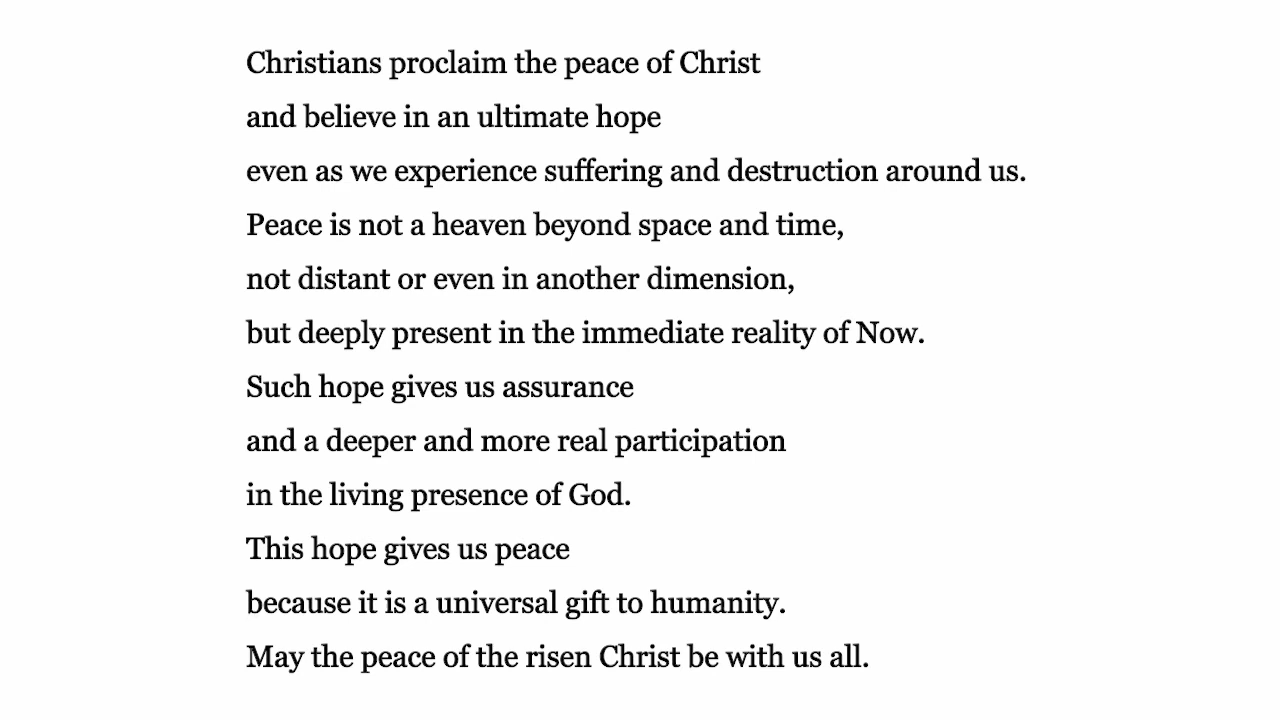 Christians proclaim the peace of Christ
and believe in an ultimate hope
even as we experience suffering and destruction around us.
Peace is not a heaven beyond space and time,
not distant or even in another dimension,
but deeply present in the immediate reality of Now.
Such hope gives us assurance
and a deeper and more real participation
in the living presence of God.
This hope gives us peace
because it is a universal gift to humanity.
May the peace of the risen Christ be with us all.